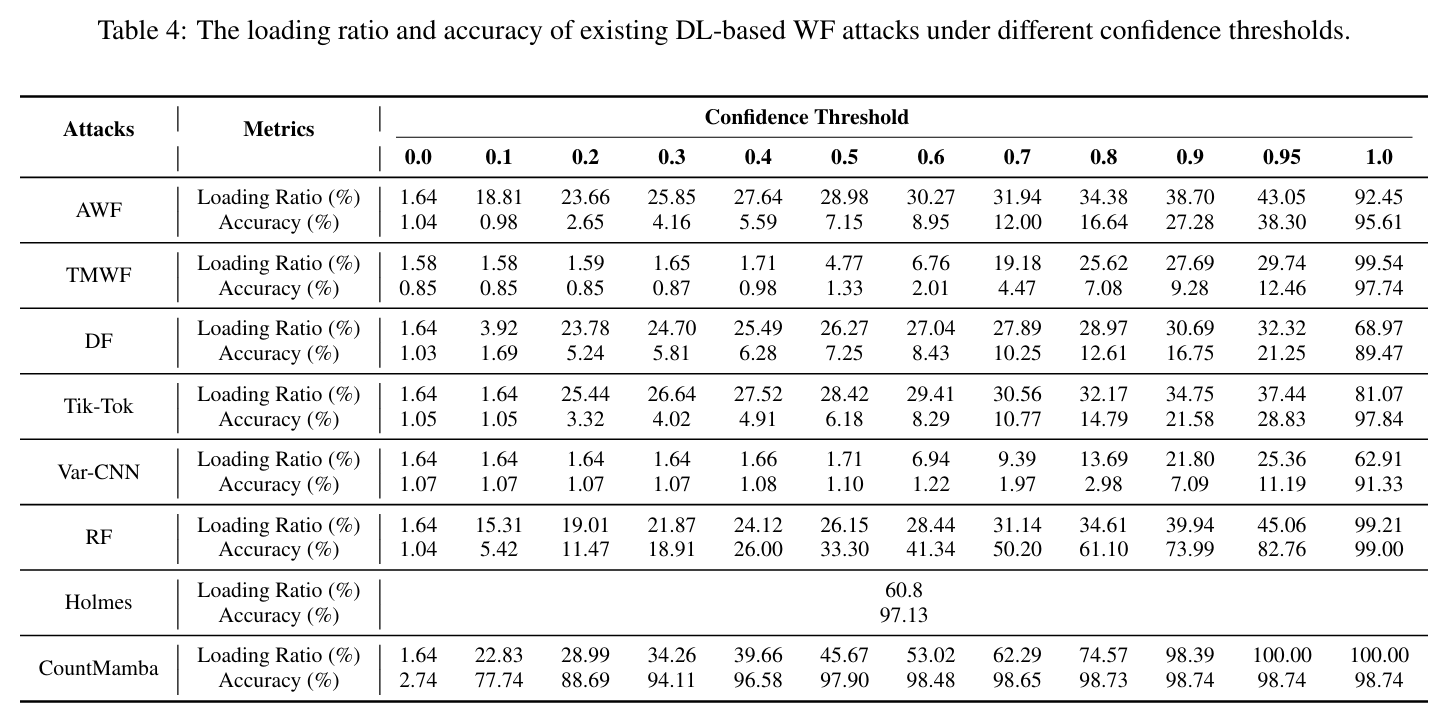 Table 4: The loading ratio and accuracy of existing DL-based WF attacks under different confidence thresholds.
Attacks Metrics Confidence Threshold
0.0 0.1 0.2 0.3 0.4 0.5 0.6 0.7 0.8 0.9 0.95 1.0
AWF
Loading Ratio (%) 1.64 18.81 23.66 25.85 27.64 28.98 30.27 31.94 34.38 38.70 43.05 92.45
Accuracy (%) 1.04 0.98 2.65 4.16 5.59 7.15 8.95 12.00 16.64 27.28 38.30 95.61
TMWF
Loading Ratio (%) 1.58 1.58 1.59 1.65 1.71 4.77 6.76 19.18 25.62 27.69 29.74 99.54
Accuracy (%) 0.85 0.85 0.85 0.87 0.98 1.33 2.01 4.47 7.08 9.28 12.46 97.74
DF
Loading Ratio (%) 1.64 3.92 23.78 24.70 25.49 26.27 27.04 27.89 28.97 30.69 32.32 68.97
Accuracy (%) 1.03 1.69 5.24 5.81 6.28 7.25 8.43 10.25 12.61 16.75 21.25 89.47
Tik-Tok
Loading Ratio (%) 1.64 1.64 25.44 26.64 27.52 28.42 29.41 30.56 32.17 34.75 37.44 81.07
Accuracy (%) 1.05 1.05 3.32 4.02 4.91 6.18 8.29 10.77 14.79 21.58 28.83 97.84
Var-CNN
Loading Ratio (%) 1.64 1.64 1.64 1.64 1.66 1.71 6.94 9.39 13.69 21.80 25.36 62.91
Accuracy (%) 1.07 1.07 1.07 1.07 1.08 1.10 1.22 1.97 2.98 7.09 11.19 91.33
RF
Loading Ratio (%) 1.64 15.31 19.01 21.87 24.12 26.15 28.44 31.14 34.61 39.94 45.06 99.21
Accuracy (%) 1.04 5.42 11.47 18.91 26.00 33.30 41.34 50.20 61.10 73.99 82.76 99.00
Holmes
Loading Ratio (%) 60.8
Accuracy (%) 97.13
CountMamba
Loading Ratio (%) 1.64 22.83 28.99 34.26 39.66 45.67 53.02 62.29 74.57 98.39 100.00 100.00
Accuracy (%) 2.74 77.74 88.69 94.11 96.58 97.90 98.48 98.65 98.73 98.74 98.74 98.74